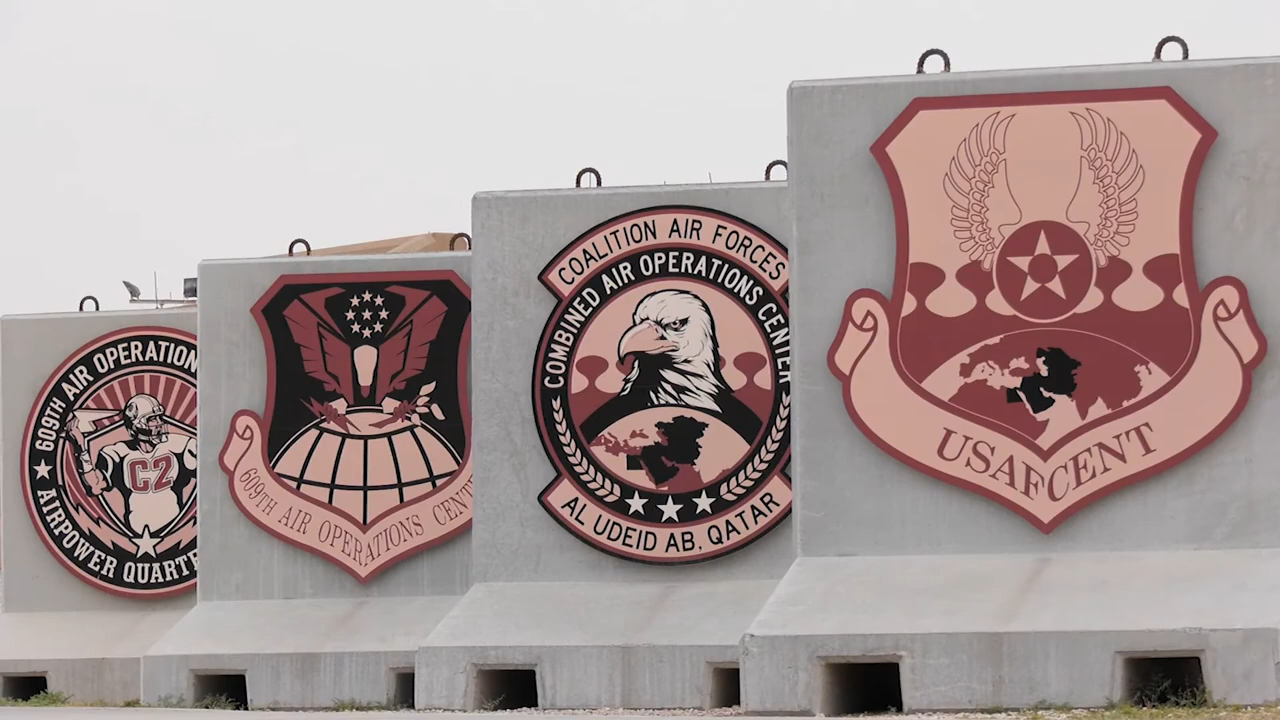 609TH AIR OPERATION
C2
AIRPOWER QUARTE
609TH AIR OPERATIONS CENTE
COALITION AIR FORCES
COMBINED AIR OPERATIONS CENTER
AL UDEID AB, QATAR
USAFCENT